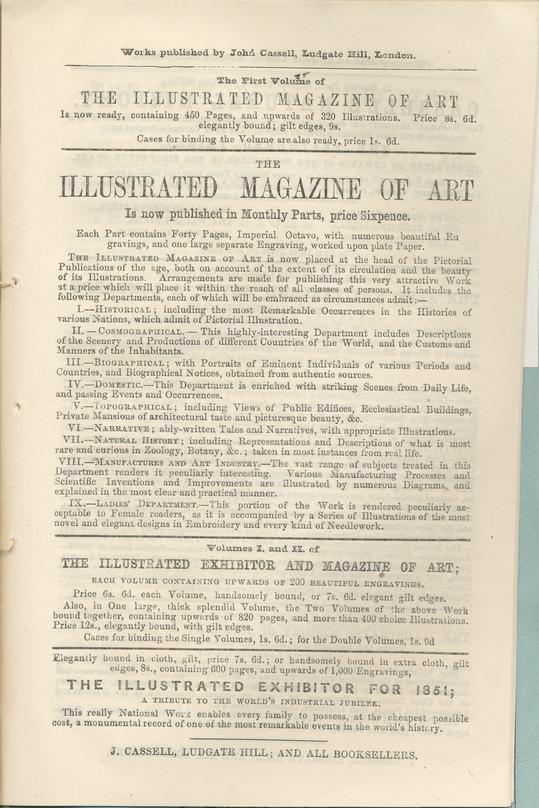 Works published by John Cassell, Ludgate Hill, London.
The First Volume of
THE ILLUSTRATED MAGAZINE OF ART
Is now ready, containing 450 Pages, and upwards of 320 Illustrations. Price 8s. 6d.
elegantly bound; gilt edges, 9s.
Cases for binding the Volume are also ready, price 1s. 6d.
THE
ILLUSTRATED MAGAZINE OF ART
Is now published in Monthly Parts, price Sixpence.
Each Part contains Forty Pages, Imperial Octavo, with numerous beautiful En
gravings, and one large separate Engraving, worked upon plate Paper.
THE ILLUSTRATED MAGAZINE OF ART is now placed at the head of the Pictorial
Publications of the age, both on account of the extent of its circulation and the beauty
of its Illustrations. Arrangements are made for publishing this very attractive Work
at a price which will place it within the reach of all classes of persons. It includes the
following Departments, each of which will be embraced as circumstances admit:—
I.—HISTORICAL; including the most Remarkable Occurrences in the Histories of
various Nations, which admit of Pictorial Illustration.
II.—COSMOGRAPHICAL.—This highly-interesting Department includes Descriptions
of the Scenery and Productions of different Countries of the World, and the Customs and
Manners of the Inhabitants.
III.—BIOGRAPHICAL; with Portraits of Eminent Individuals of various Periods and
Countries, and Biographical Notices, obtained from authentic sources.
IV.—DOMESTIC.—This Department is enriched with striking Scenes from Daily Life,
and passing Events and Occurrences.
V.—TOPOGRAPHICAL; including Views of Public Edifices, Ecclesiastical Buildings,
Private Mansions of architectural taste and picturesque beauty, &c.
VI.—NARRATIVE; ably-written Tales and Narratives, with appropriate Illustrations.
VII.—NATURAL HISTORY; including Representations and Descriptions of what is most
rare and curious in Zoology, Botany, &c.; taken in most instances from real life.
VIII.—MANUFACTURES AND ART INDUSTRY.—The vast range of subjects treated in this
Department renders it peculiarly interesting. Various Manufacturing Processes and
Scientific Inventions and Improvements are Illustrated by numerous Diagrams, and
explained in the most clear and practical manner.
IX.—LADIES' DEPARTMENT.—This portion of the Work is rendered peculiarly ac-
ceptable to Female readers, as it is accompanied by a Series of Illustrations of the most
novel and elegant designs in Embroidery and every kind of Needlework.
Volumes I. and II. of
THE ILLUSTRATED EXHIBITOR AND MAGAZINE OF ART;
EACH VOLUME CONTAINING UPWARDS OF 200 BEAUTIFUL ENGRAVINGS.
Price 6s. 6d. each Volume, handsomely bound, or 7s. 6d. elegant gilt edges.
Also, in One large, thick splendid Volume, the Two Volumes of the above Work
bound together, containing upwards of 820 pages, and more than 400 choice Illustrations.
Price 12s., elegantly bound, with gilt edges.
Cases for binding the Single Volumes, 1s. 6d.; for the Double Volumes, 1s. 9d
Elegantly bound in cloth, gilt, price 7s. 6d.; or handsomely bound in extra cloth, gilt
edges, 8s., containing 600 pages, and upwards of 1,000 Engravings,
THE ILLUSTRATED EXHIBITOR FOR 1851;
A TRIBUTE TO THE WORLD'S INDUSTRIAL JUBILEE.
This really National Work enables every family to possess, at the cheapest possible
cost, a monumental record of one of the most remarkable events in the world's history.
J. CASSELL, LUDGATE HILL; AND ALL BOOKSELLERS.